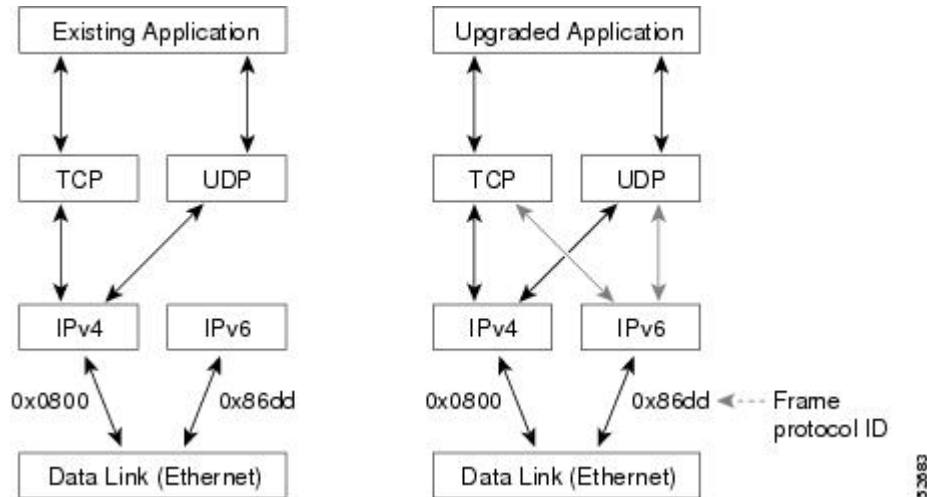 Existing Application
TCP
UDP
IPv4
IPv6
0x0800
0x86dd
Data Link (Ethernet)
Upgraded Application
TCP
UDP
IPv4
IPv6
0x0800
0x86dd
Frame
protocol ID
Data Link (Ethernet)
52683